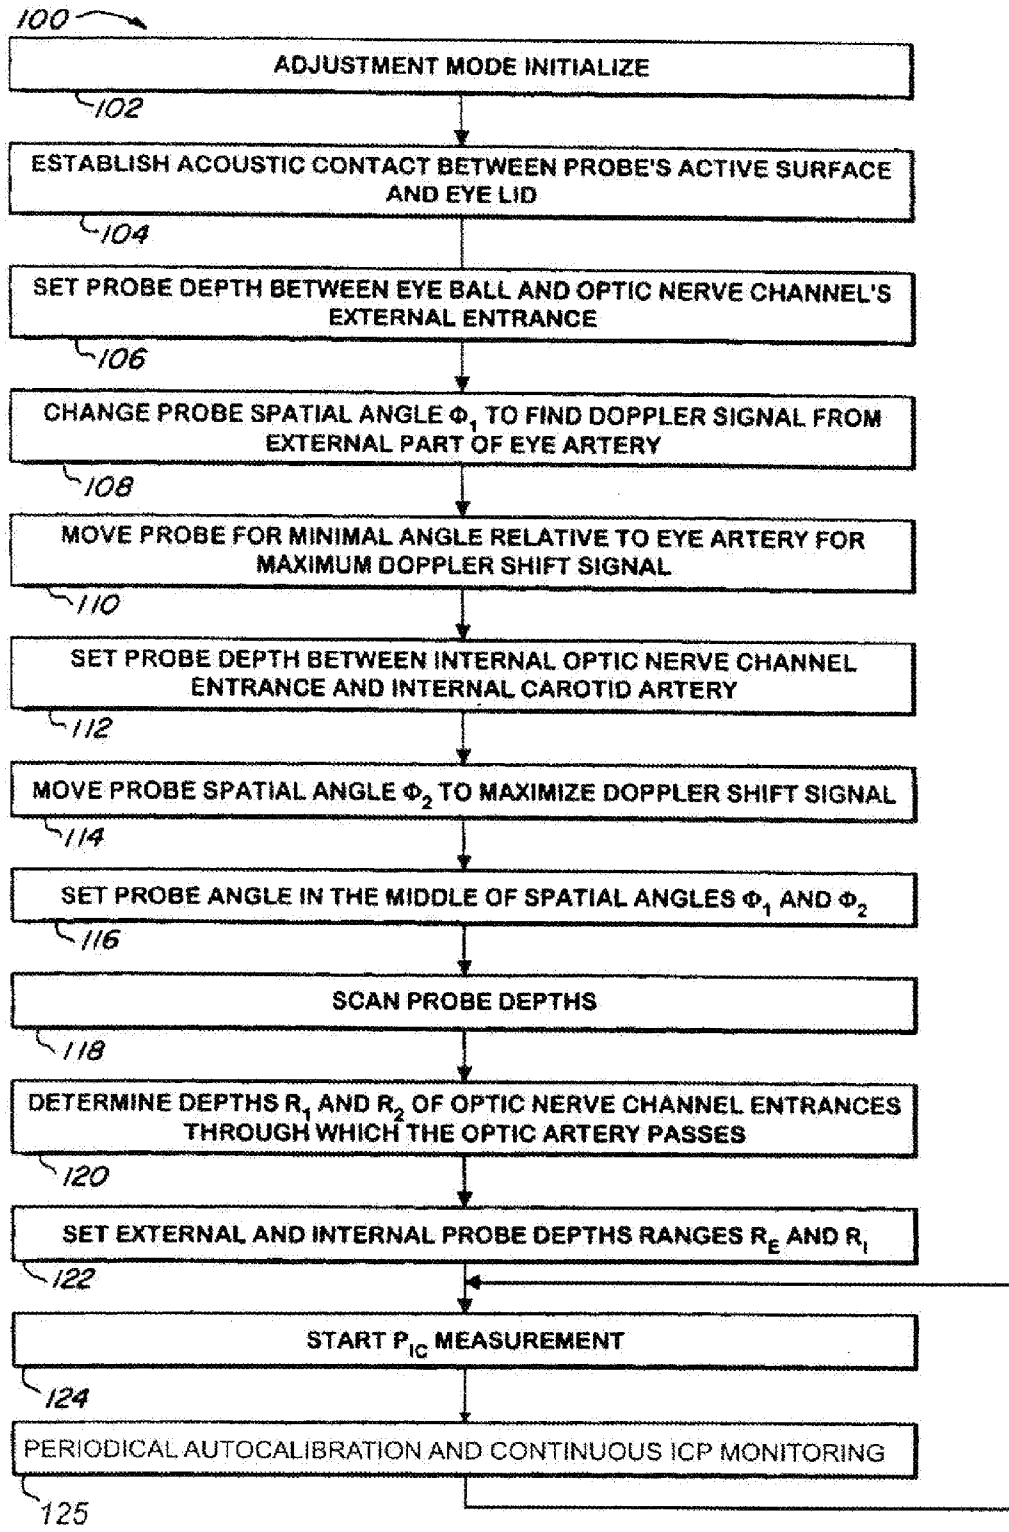 100
ADJUSTMENT MODE INITIALIZE
102
ESTABLISH ACOUSTIC CONTACT BETWEEN PROBE'S ACTIVE SURFACE
AND EYE LID
104
SET PROBE DEPTH BETWEEN EYE BALL AND OPTIC NERVE CHANNEL'S
EXTERNAL ENTRANCE
106
CHANGE PROBE SPATIAL ANGLE Φ1 TO FIND DOPPLER SIGNAL FROM
EXTERNAL PART OF EYE ARTERY
108
MOVE PROBE FOR MINIMAL ANGLE RELATIVE TO EYE ARTERY FOR
MAXIMUM DOPPLER SHIFT SIGNAL
110
SET PROBE DEPTH BETWEEN INTERNAL OPTIC NERVE CHANNEL
ENTRANCE AND INTERNAL CAROTID ARTERY
112
MOVE PROBE SPATIAL ANGLE Φ2 TO MAXIMIZE DOPPLER SHIFT SIGNAL
114
SET PROBE ANGLE IN THE MIDDLE OF SPATIAL ANGLES Φ1 AND Φ2
116
SCAN PROBE DEPTHS
118
DETERMINE DEPTHS R1 AND R2 OF OPTIC NERVE CHANNEL ENTRANCES
THROUGH WHICH THE OPTIC ARTERY PASSES
120
SET EXTERNAL AND INTERNAL PROBE DEPTHS RANGES RE AND RI
122
START PIC MEASUREMENT
124
PERIODICAL AUTOCALIBRATION AND CONTINUOUS ICP MONITORING
125